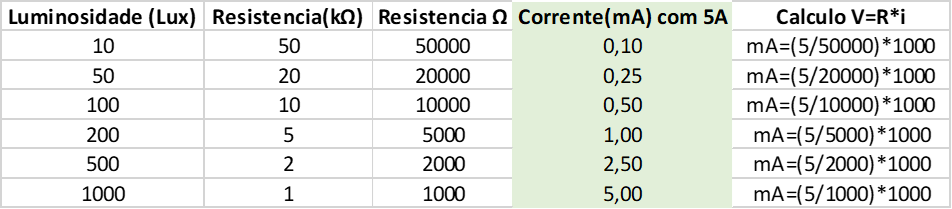 Luminosidade (Lux) Resistencia(kΩ) Resistencia Ω Corrente(mA) com 5A Calculo V=R*i
10 50 50000 0,10 mA=(5/50000)*1000
50 20 20000 0,25 mA=(5/20000)*1000
100 10 10000 0,50 mA=(5/10000)*1000
200 5 5000 1,00 mA=(5/5000)*1000
500 2 2000 2,50 mA=(5/2000)*1000
1000 1 1000 5,00 mA=(5/1000)*1000